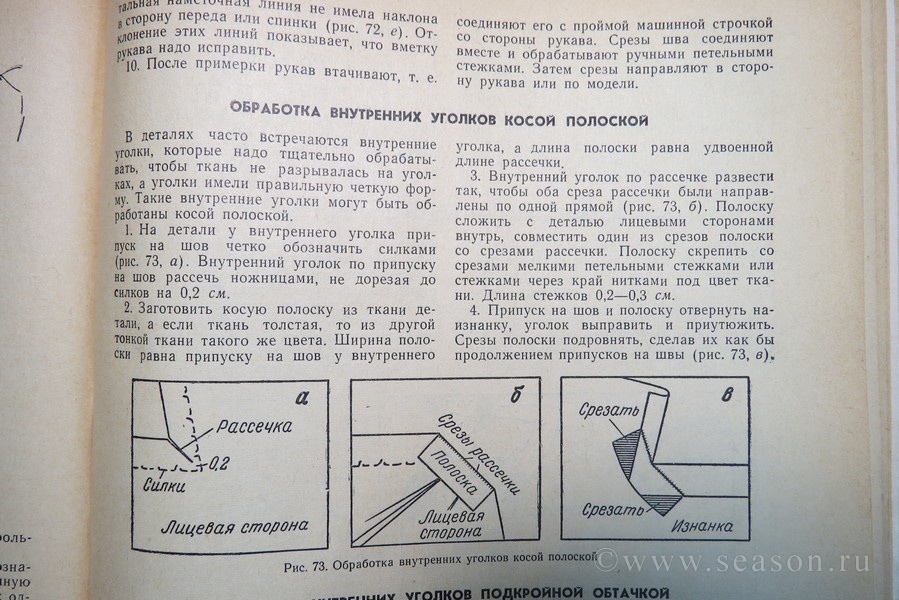 тальная наметочная линия не имела наклона
в сторону переда или спинки (рис. 72, е). От-
клонение этих линий показывает, что вметку
рукава надо исправить.
10. После примерки рукав втачивают, т. е.
соединяют его с проймой машинной строчкой
со стороны рукава. Срезы шва соединяют
вместе и обрабатывают ручными петельными
стежками. Затем срезы направляют в сторо-
ну рукава или по модели.
ОБРАБОТКА ВНУТРЕННИХ УГОЛКОВ КОСОЙ ПОЛОСКОЙ
В деталях часто встречаются внутренние
уголки, которые надо тщательно обрабаты-
вать, чтобы ткань не разрывалась на угол-
ках, а уголки имели правильную четкую фор-
му. Такие внутренние уголки могут быть об-
работаны косой полоской.
1. На детали у внутреннего уголка при-
пуск на шов четко обозначить силками
(рис. 73, а). Внутренний уголок по припуску
на шов рассечь ножницами, не дорезая до
силков на 0,2 см.
2. Заготовить косую полоску из ткани де-
тали, а если ткань толстая, то из другой
тонкой ткани такого же цвета. Ширина поло-
ски равна припуску на шов у внутреннего
уголка, а длина полоски равна удвоенной
длине рассечки.
3. Внутренний уголок по рассечке развести
так, чтобы оба среза рассечки были направ-
лены по одной прямой (рис. 73, б). Полоску
сложить с деталью лицевыми сторонами
внутрь, совместить один из срезов полоски
со срезами рассечки. Полоску скрепить со
срезами мелкими петельными стежками или
стежками через край нитками под цвет тка-
ни. Длина стежков 0,2—0,3 см.
4. Припуск на шов и полоску отвернуть на-
изнанку, уголок выправить и приутюжить.
Срезы полоски подровнять, сделав их как бы
продолжением припусков на швы (рис. 73, в).
а
Рассечка
0,2
Силки
Лицевая сторона
б
Срезы рассечки
Полоска
Лицевая
сторона
в
Срезать
Срезать
Изнанка
Рис. 73. Обработка внутренних уголков косой полоской
©www.season.ru
УГОЛКОВ ПОДКРОЙНОЙ ОБТАЧКОЙ
роль-